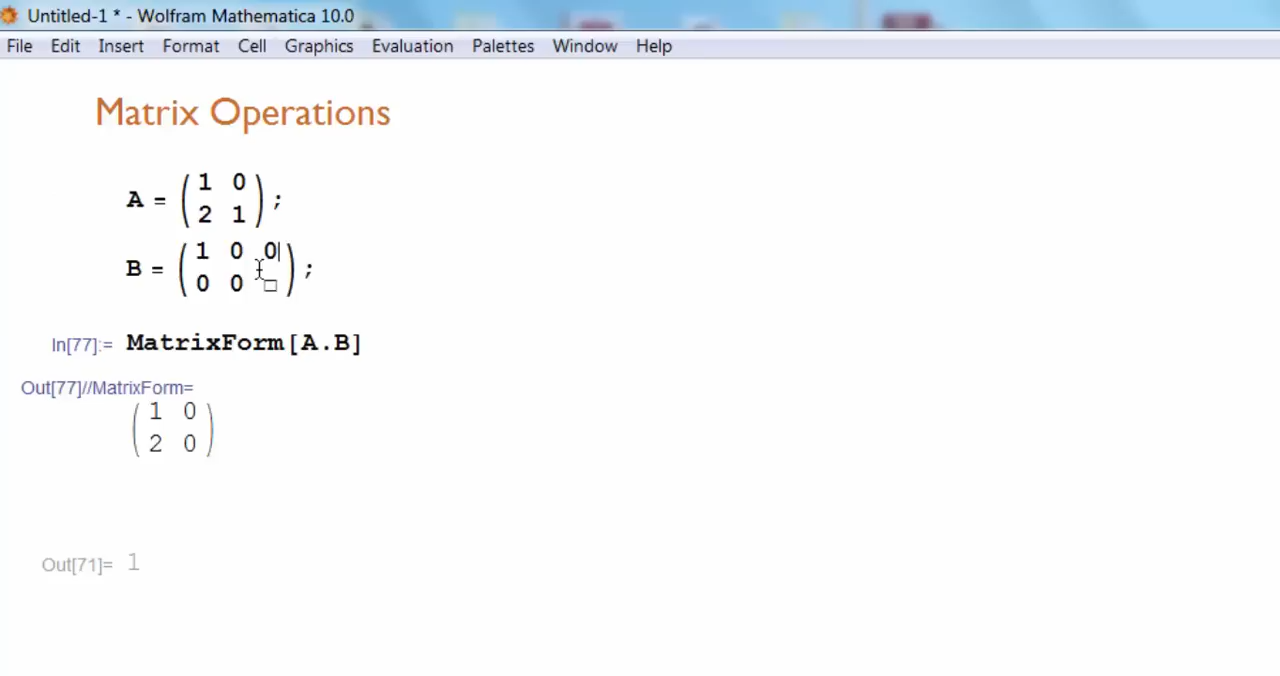 Untitled-1 * - Wolfram Mathematica 10.0
File Edit Insert Format Cell Graphics Evaluation Palettes Window Help
Matrix Operations
A = ( 1 0
2 1 ) ;
B = ( 1 0 0
0 0 □ ) ;
In[77]:= MatrixForm[A.B]
Out[77]//MatrixForm=
( 1 0
2 0 )
Out[71]= 1